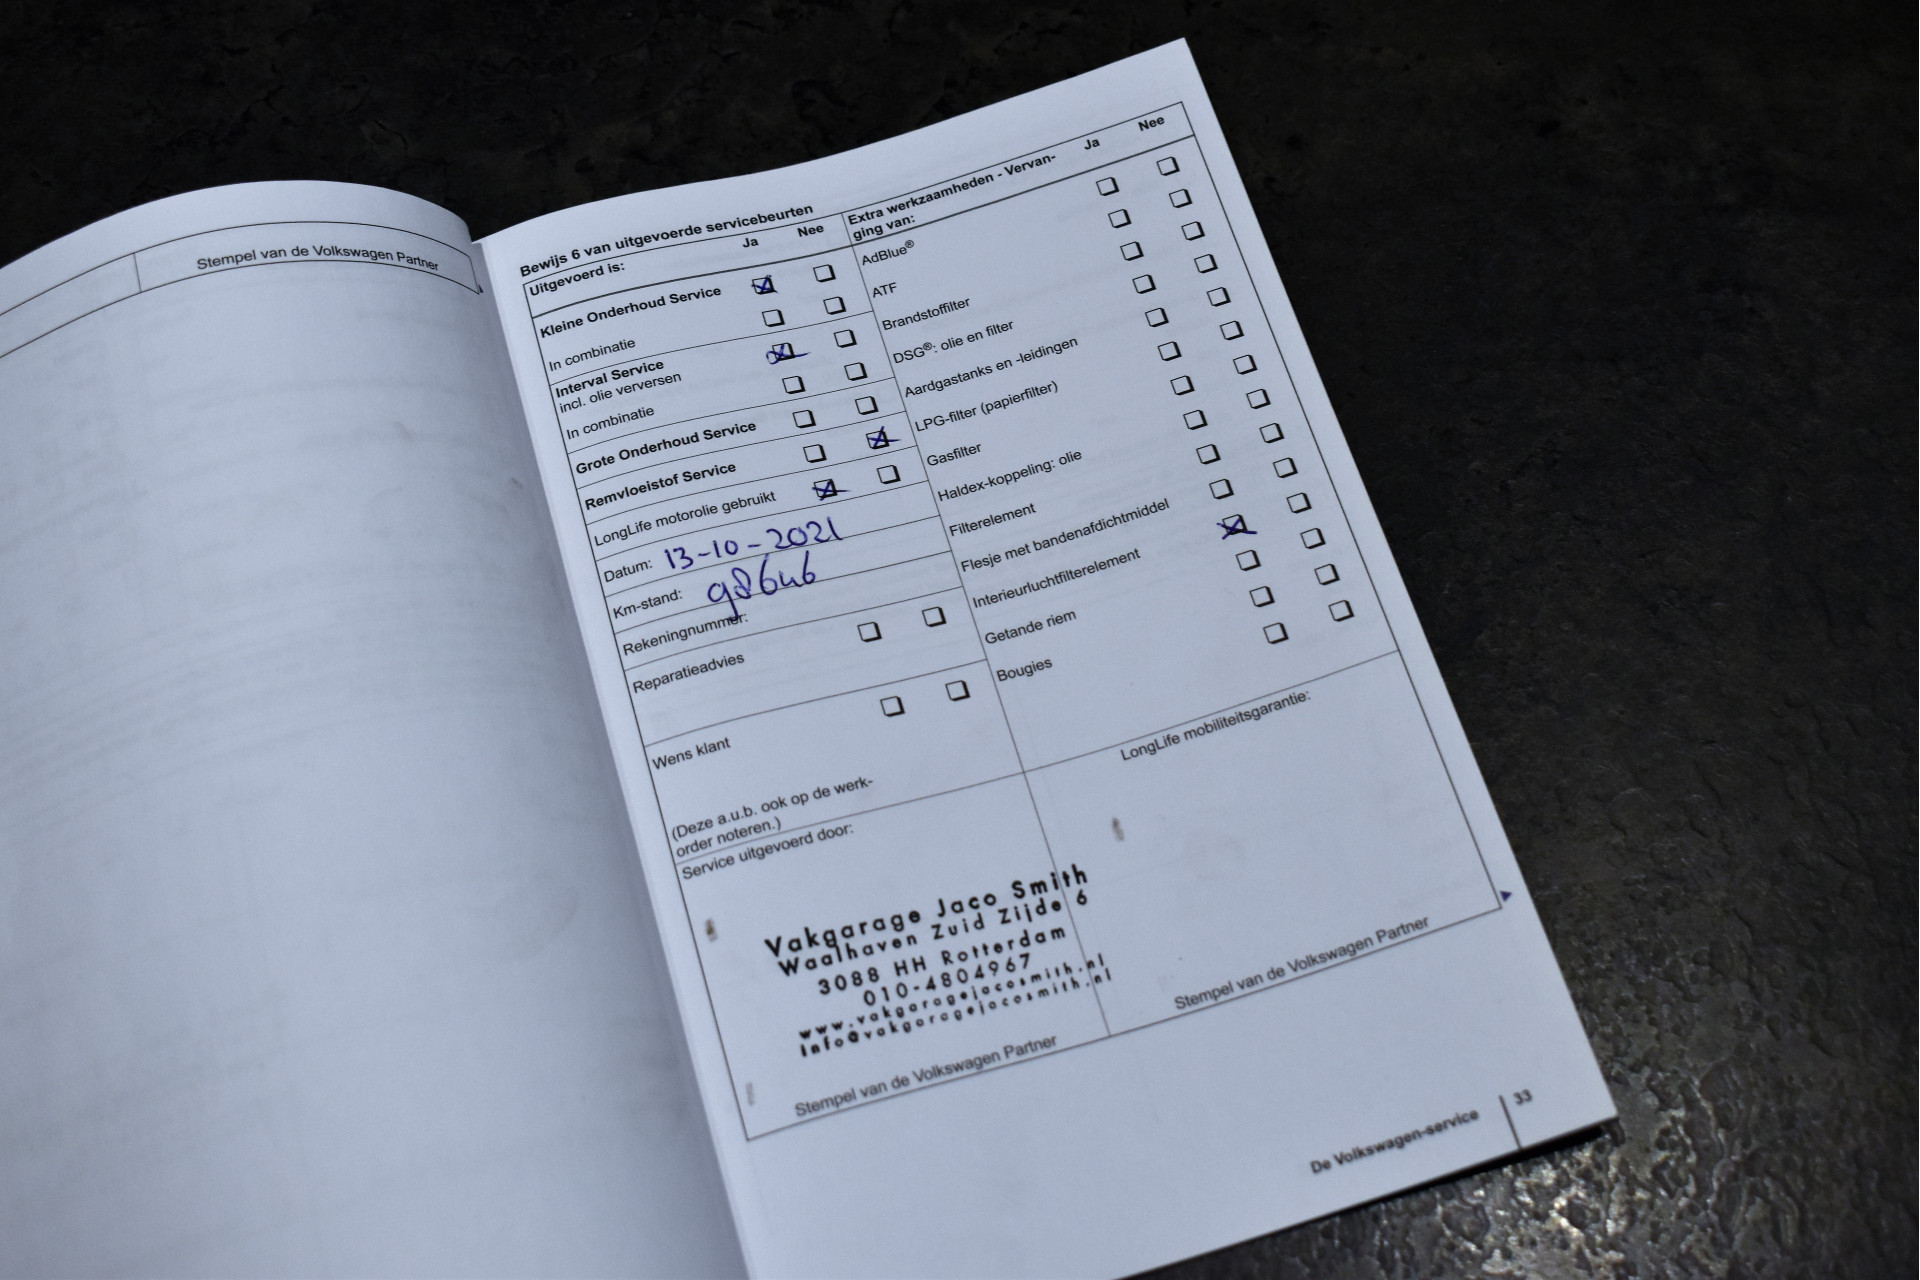 Stempel van de Volkswagen Partner
Bewijs 6 van uitgevoerde servicebeurten
Uitgevoerd is:
Ja
Nee
Kleine Onderhoud Service
In combinatie
Interval Service
incl. olie verversen
In combinatie
Grote Onderhoud Service
Remvloeistof Service
LongLife motorolie gebruikt
Datum: 13-10-2021
Km-stand: 98646
Rekeningnummer:
Reparatieadvies
Wens klant
(Deze a.u.b. ook op de werk-
order noteren.)
Extra werkzaamheden - Vervan-
ging van:
Ja
Nee
AdBlue®
ATF
Brandstoffilter
DSG®: olie en filter
Aardgastanks en -leidingen
LPG-filter (papierfilter)
Gasfilter
Haldex-koppeling: olie
Filterelement
Flesje met bandenafdichtmiddel
Interieurluchtfilterelement
Getande riem
Bougies
Service uitgevoerd door:
Vakgarage Jaco Smith
Waalhaven Zuid Zijde 6
3088 HH Rotterdam
010-4804967
www.vakgaragejacosmith.nl
info@vakgaragejacosmith.nl
Stempel van de Volkswagen Partner
LongLife mobiliteitsgarantie:
Stempel van de Volkswagen Partner
De Volkswagen-service
33